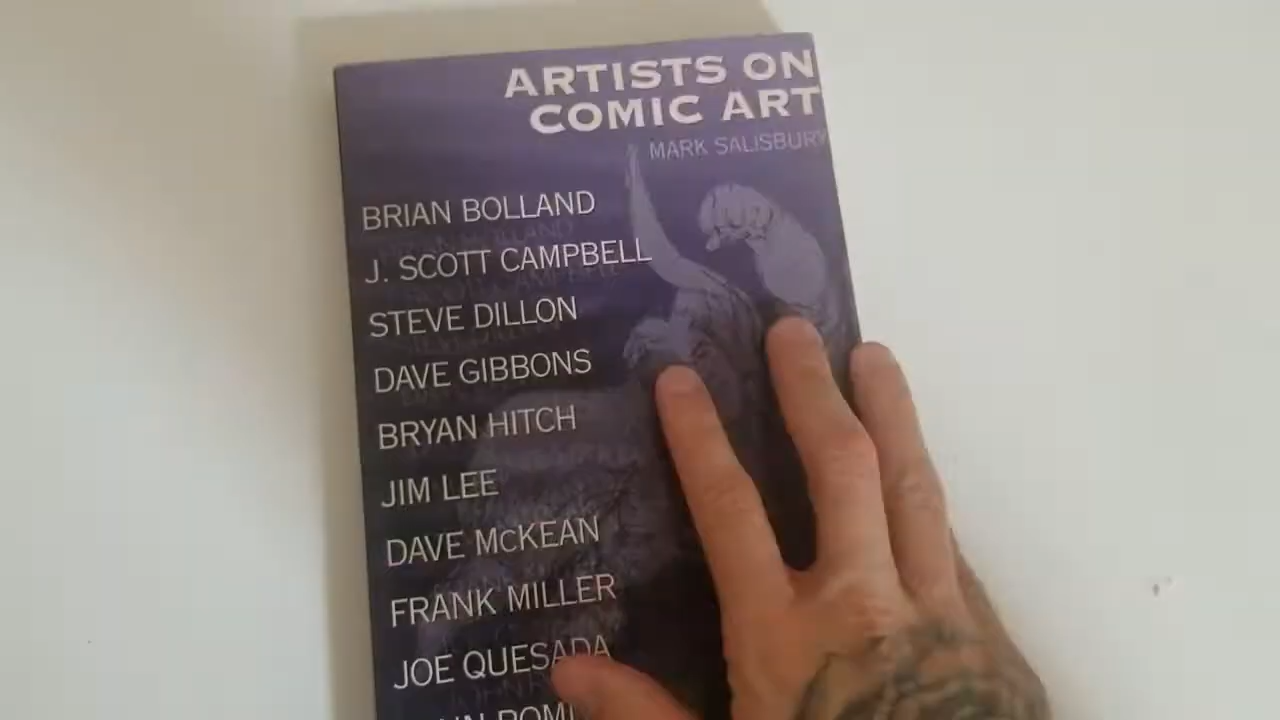 ARTISTS ON
COMIC ART
MARK SALISBURY
BRIAN BOLLAND
J. SCOTT CAMPBELL
STEVE DILLON
DAVE GIBBONS
BRYAN HITCH
JIM LEE
DAVE McKEAN
FRANK MILLER
JOE QUESADA